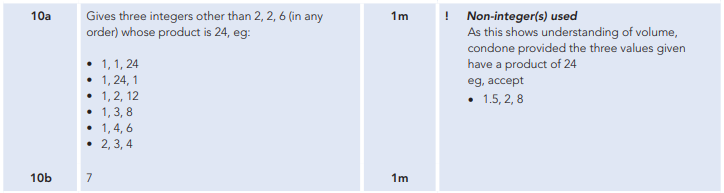 10a
Gives three integers other than 2, 2, 6 (in any
order) whose product is 24, eg:
• 1, 1, 24
• 1, 24, 1
• 1, 2, 12
• 1, 3, 8
• 1, 4, 6
• 2, 3, 4
1m
! Non-integer(s) used
As this shows understanding of volume,
condone provided the three values given
have a product of 24
eg, accept
• 1.5, 2, 8
10b
7
1m